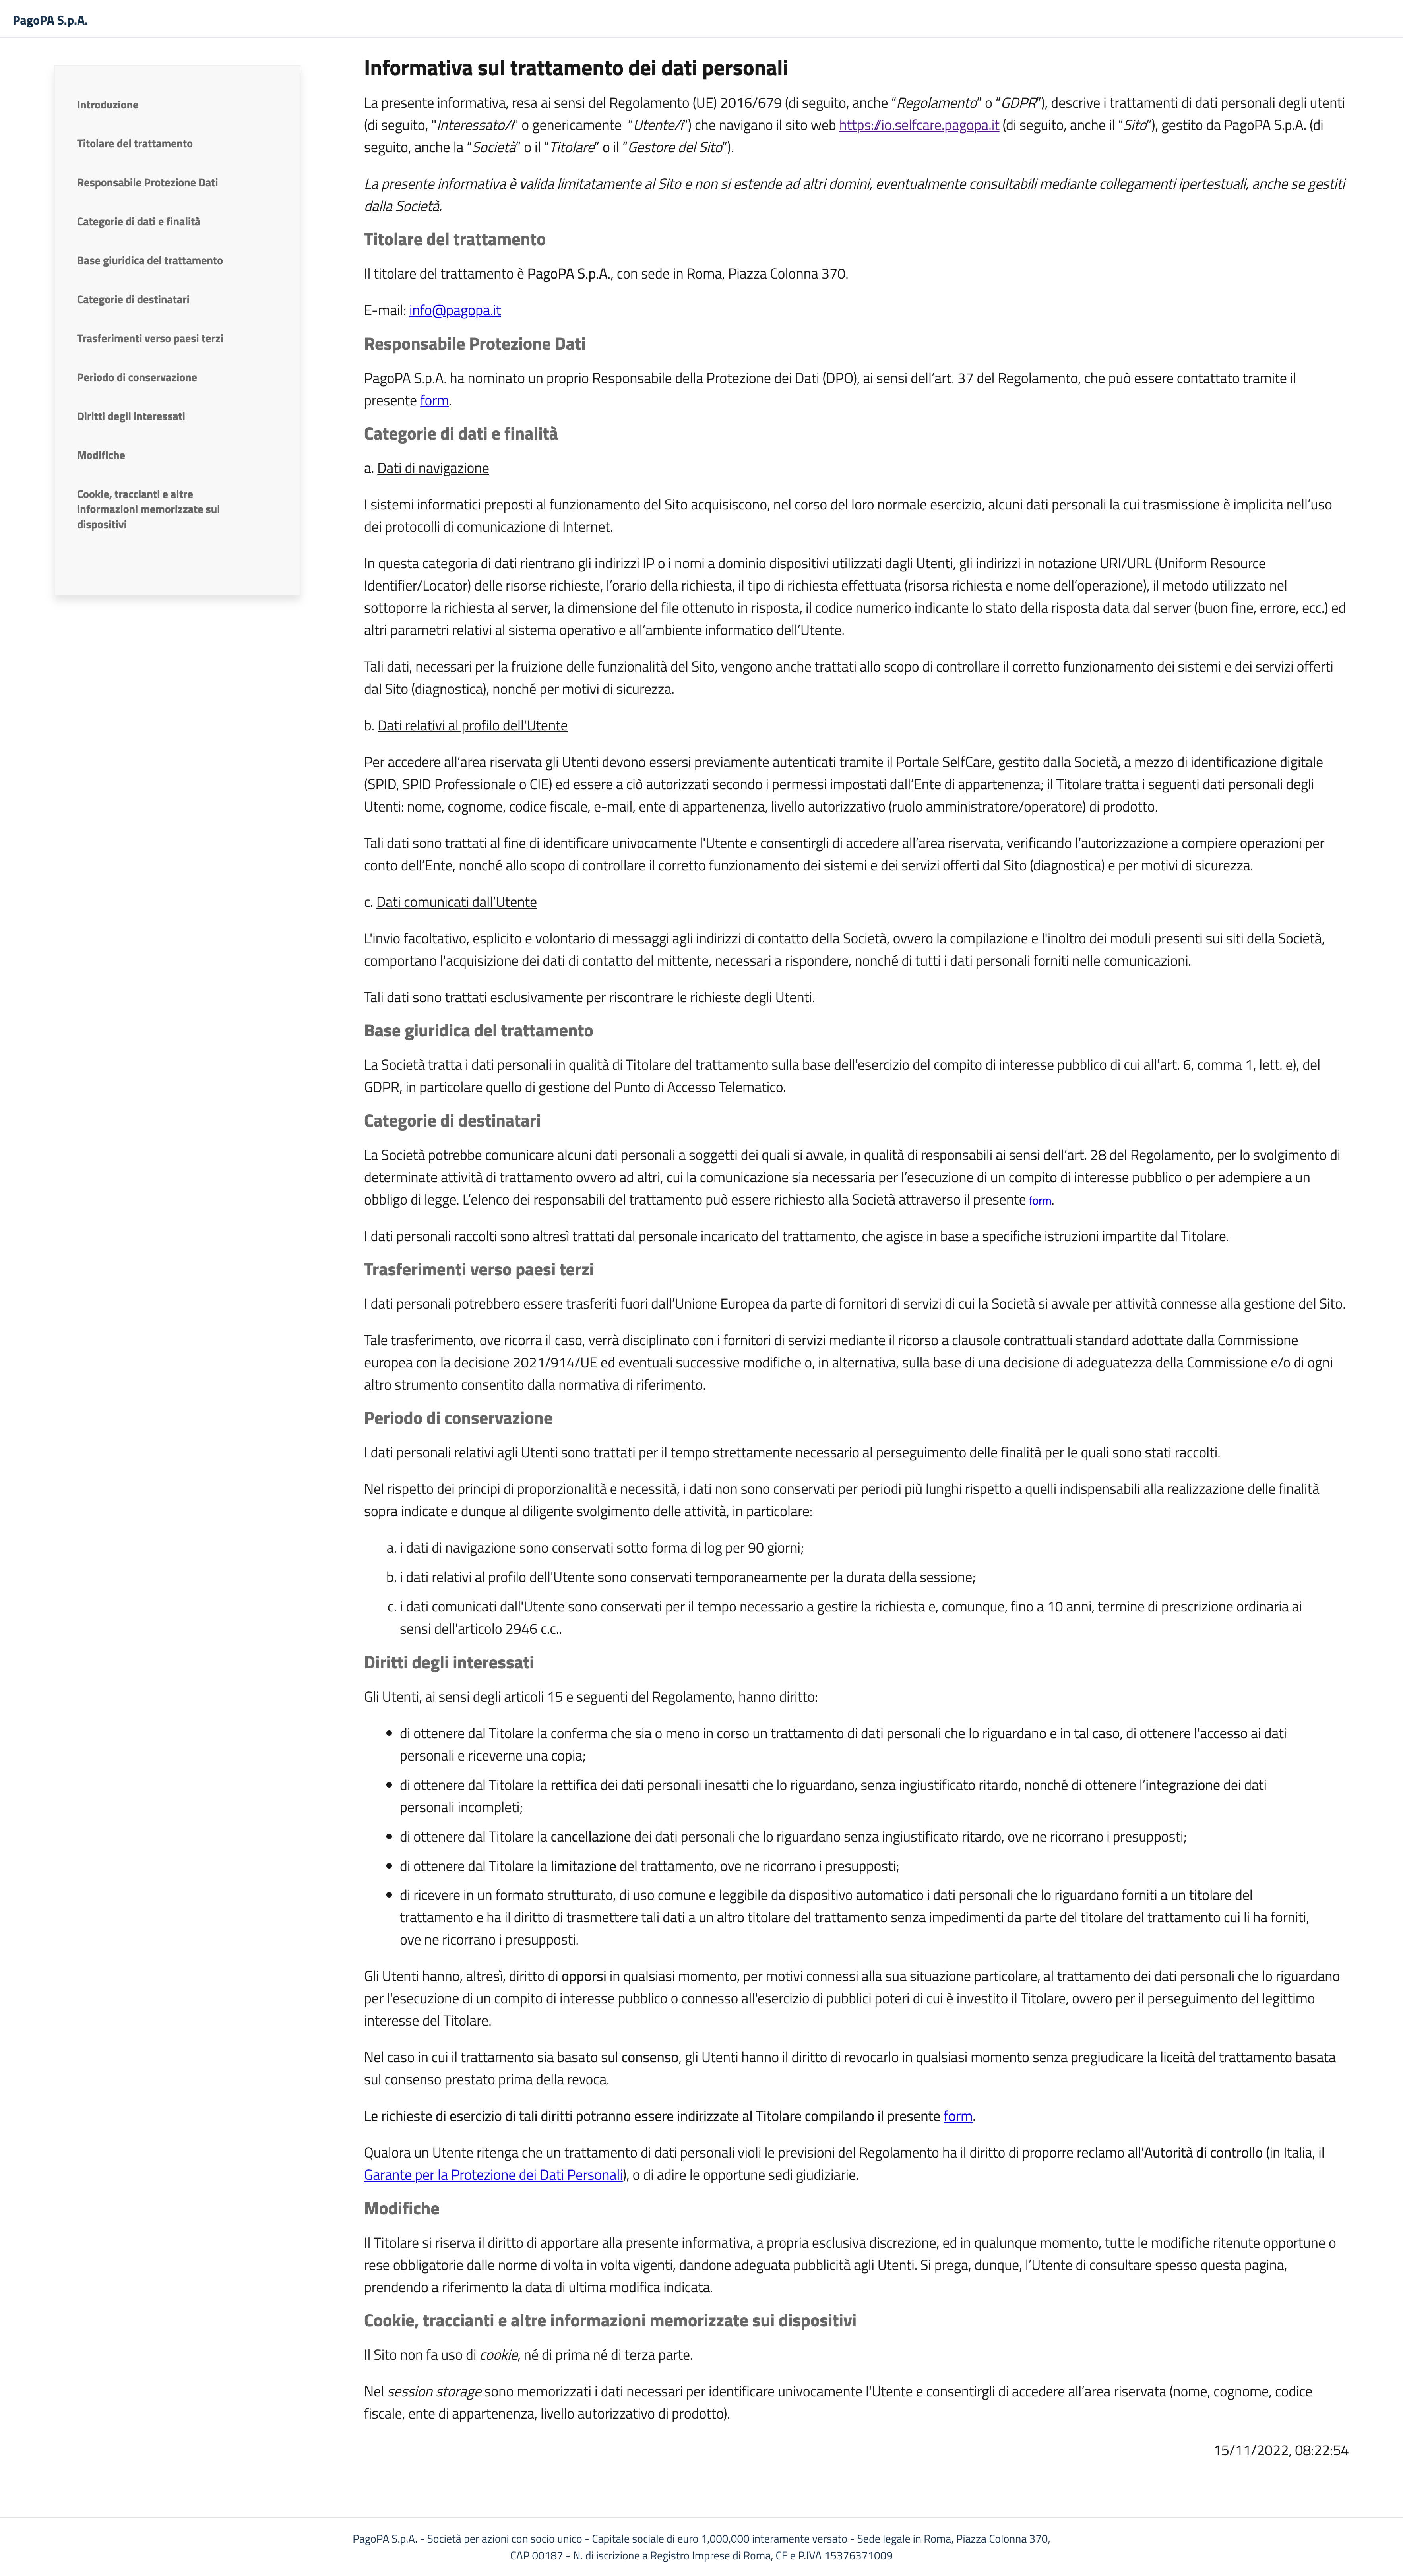 PagoPA S.p.A.
Introduzione
Titolare del trattamento
Responsabile Protezione Dati
Categorie di dati e finalità
Base giuridica del trattamento
Categorie di destinatari
Trasferimenti verso paesi terzi
Periodo di conservazione
Diritti degli interessati
Modifiche
Cookie, traccianti e altre
informazioni memorizzate sui
dispositivi
Informativa sul trattamento dei dati personali
La presente informativa, resa ai sensi del Regolamento (UE) 2016/679 (di seguito, anche “Regolamento” o “GDPR”), descrive i trattamenti di dati personali degli utenti
(di seguito, "Interessato/i" o genericamente “Utente/i”) che navigano il sito web https://io.selfcare.pagopa.it (di seguito, anche il “Sito”), gestito da PagoPA S.p.A. (di
seguito, anche la “Società” o il “Titolare” o il “Gestore del Sito”).
La presente informativa è valida limitatamente al Sito e non si estende ad altri domini, eventualmente consultabili mediante collegamenti ipertestuali, anche se gestiti
dalla Società.
Titolare del trattamento
Il titolare del trattamento è PagoPA S.p.A., con sede in Roma, Piazza Colonna 370.
E-mail: info@pagopa.it
Responsabile Protezione Dati
PagoPA S.p.A. ha nominato un proprio Responsabile della Protezione dei Dati (DPO), ai sensi dell’art. 37 del Regolamento, che può essere contattato tramite il
presente form.
Categorie di dati e finalità
a. Dati di navigazione
I sistemi informatici preposti al funzionamento del Sito acquisiscono, nel corso del loro normale esercizio, alcuni dati personali la cui trasmissione è implicita nell’uso
dei protocolli di comunicazione di Internet.
In questa categoria di dati rientrano gli indirizzi IP o i nomi a dominio dispositivi utilizzati dagli Utenti, gli indirizzi in notazione URI/URL (Uniform Resource
Identifier/Locator) delle risorse richieste, l’orario della richiesta, il tipo di richiesta effettuata (risorsa richiesta e nome dell’operazione), il metodo utilizzato nel
sottoporre la richiesta al server, la dimensione del file ottenuto in risposta, il codice numerico indicante lo stato della risposta data dal server (buon fine, errore, ecc.) ed
altri parametri relativi al sistema operativo e all’ambiente informatico dell’Utente.
Tali dati, necessari per la fruizione delle funzionalità del Sito, vengono anche trattati allo scopo di controllare il corretto funzionamento dei sistemi e dei servizi offerti
dal Sito (diagnostica), nonché per motivi di sicurezza.
b. Dati relativi al profilo dell'Utente
Per accedere all’area riservata gli Utenti devono essersi previamente autenticati tramite il Portale SelfCare, gestito dalla Società, a mezzo di identificazione digitale
(SPID, SPID Professionale o CIE) ed essere a ciò autorizzati secondo i permessi impostati dall’Ente di appartenenza; il Titolare tratta i seguenti dati personali degli
Utenti: nome, cognome, codice fiscale, e-mail, ente di appartenenza, livello autorizzativo (ruolo amministratore/operatore) di prodotto.
Tali dati sono trattati al fine di identificare univocamente l'Utente e consentirgli di accedere all’area riservata, verificando l’autorizzazione a compiere operazioni per
conto dell’Ente, nonché allo scopo di controllare il corretto funzionamento dei sistemi e dei servizi offerti dal Sito (diagnostica) e per motivi di sicurezza.
c. Dati comunicati dall’Utente
L'invio facoltativo, esplicito e volontario di messaggi agli indirizzi di contatto della Società, ovvero la compilazione e l'inoltro dei moduli presenti sui siti della Società,
comportano l'acquisizione dei dati di contatto del mittente, necessari a rispondere, nonché di tutti i dati personali forniti nelle comunicazioni.
Tali dati sono trattati esclusivamente per riscontrare le richieste degli Utenti.
Base giuridica del trattamento
La Società tratta i dati personali in qualità di Titolare del trattamento sulla base dell’esercizio del compito di interesse pubblico di cui all’art. 6, comma 1, lett. e), del
GDPR, in particolare quello di gestione del Punto di Accesso Telematico.
Categorie di destinatari
La Società potrebbe comunicare alcuni dati personali a soggetti dei quali si avvale, in qualità di responsabili ai sensi dell’art. 28 del Regolamento, per lo svolgimento di
determinate attività di trattamento ovvero ad altri, cui la comunicazione sia necessaria per l’esecuzione di un compito di interesse pubblico o per adempiere a un
obbligo di legge. L’elenco dei responsabili del trattamento può essere richiesto alla Società attraverso il presente form.
I dati personali raccolti sono altresì trattati dal personale incaricato del trattamento, che agisce in base a specifiche istruzioni impartite dal Titolare.
Trasferimenti verso paesi terzi
I dati personali potrebbero essere trasferiti fuori dall’Unione Europea da parte di fornitori di servizi di cui la Società si avvale per attività connesse alla gestione del Sito.
Tale trasferimento, ove ricorra il caso, verrà disciplinato con i fornitori di servizi mediante il ricorso a clausole contrattuali standard adottate dalla Commissione
europea con la decisione 2021/914/UE ed eventuali successive modifiche o, in alternativa, sulla base di una decisione di adeguatezza della Commissione e/o di ogni
altro strumento consentito dalla normativa di riferimento.
Periodo di conservazione
I dati personali relativi agli Utenti sono trattati per il tempo strettamente necessario al perseguimento delle finalità per le quali sono stati raccolti.
Nel rispetto dei principi di proporzionalità e necessità, i dati non sono conservati per periodi più lunghi rispetto a quelli indispensabili alla realizzazione delle finalità
sopra indicate e dunque al diligente svolgimento delle attività, in particolare:
a. i dati di navigazione sono conservati sotto forma di log per 90 giorni;
b. i dati relativi al profilo dell'Utente sono conservati temporaneamente per la durata della sessione;
c. i dati comunicati dall'Utente sono conservati per il tempo necessario a gestire la richiesta e, comunque, fino a 10 anni, termine di prescrizione ordinaria ai
sensi dell'articolo 2946 c.c..
Diritti degli interessati
Gli Utenti, ai sensi degli articoli 15 e seguenti del Regolamento, hanno diritto:
• di ottenere dal Titolare la conferma che sia o meno in corso un trattamento di dati personali che lo riguardano e in tal caso, di ottenere l'accesso ai dati
personali e riceverne una copia;
• di ottenere dal Titolare la rettifica dei dati personali inesatti che lo riguardano, senza ingiustificato ritardo, nonché di ottenere l’integrazione dei dati
personali incompleti;
• di ottenere dal Titolare la cancellazione dei dati personali che lo riguardano senza ingiustificato ritardo, ove ne ricorrano i presupposti;
• di ottenere dal Titolare la limitazione del trattamento, ove ne ricorrano i presupposti;
• di ricevere in un formato strutturato, di uso comune e leggibile da dispositivo automatico i dati personali che lo riguardano forniti a un titolare del
trattamento e ha il diritto di trasmettere tali dati a un altro titolare del trattamento senza impedimenti da parte del titolare del trattamento cui li ha forniti,
ove ne ricorrano i presupposti.
Gli Utenti hanno, altresì, diritto di opporsi in qualsiasi momento, per motivi connessi alla sua situazione particolare, al trattamento dei dati personali che lo riguardano
per l'esecuzione di un compito di interesse pubblico o connesso all'esercizio di pubblici poteri di cui è investito il Titolare, ovvero per il perseguimento del legittimo
interesse del Titolare.
Nel caso in cui il trattamento sia basato sul consenso, gli Utenti hanno il diritto di revocarlo in qualsiasi momento senza pregiudicare la liceità del trattamento basata
sul consenso prestato prima della revoca.
Le richieste di esercizio di tali diritti potranno essere indirizzate al Titolare compilando il presente form.
Qualora un Utente ritenga che un trattamento di dati personali violi le previsioni del Regolamento ha il diritto di proporre reclamo all'Autorità di controllo (in Italia, il
Garante per la Protezione dei Dati Personali), o di adire le opportune sedi giudiziarie.
Modifiche
Il Titolare si riserva il diritto di apportare alla presente informativa, a propria esclusiva discrezione, ed in qualunque momento, tutte le modifiche ritenute opportune o
rese obbligatorie dalle norme di volta in volta vigenti, dandone adeguata pubblicità agli Utenti. Si prega, dunque, l’Utente di consultare spesso questa pagina,
prendendo a riferimento la data di ultima modifica indicata.
Cookie, traccianti e altre informazioni memorizzate sui dispositivi
Il Sito non fa uso di cookie, né di prima né di terza parte.
Nel session storage sono memorizzati i dati necessari per identificare univocamente l'Utente e consentirgli di accedere all’area riservata (nome, cognome, codice
fiscale, ente di appartenenza, livello autorizzativo di prodotto).
15/11/2022, 08:22:54
PagoPA S.p.A. - Società per azioni con socio unico - Capitale sociale di euro 1,000,000 interamente versato - Sede legale in Roma, Piazza Colonna 370,
CAP 00187 - N. di iscrizione a Registro Imprese di Roma, CF e P.IVA 15376371009